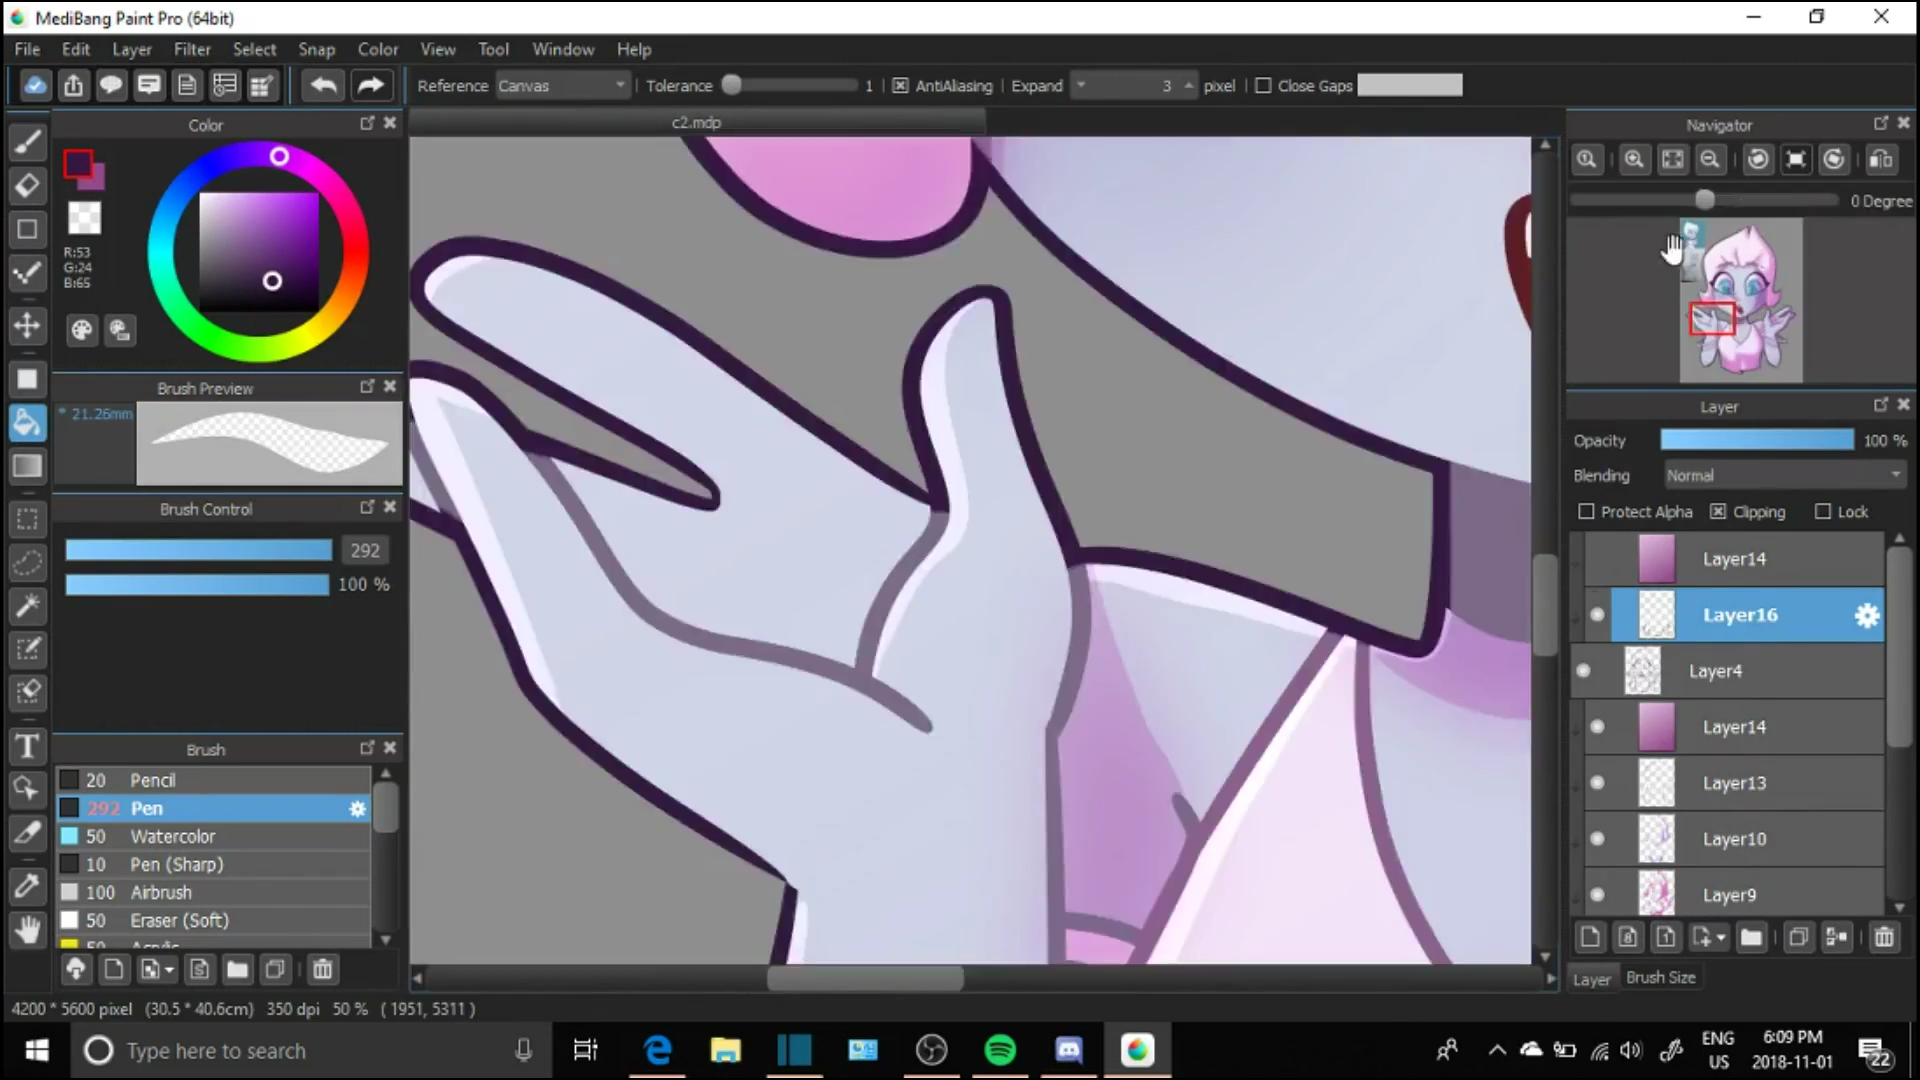 MediBang Paint Pro (64bit)
File Edit Layer Filter Select Snap Color View Tool Window Help
Reference Canvas Tolerance 1 AntiAliasing Expand 3 pixel Close Gaps
Color
c2.mdp
Navigator
0 Degree
R:53
G:24
B:65
Brush Preview
* 21.26mm
Layer
Opacity 100 %
Blending Normal
Protect Alpha Clipping Lock
Brush Control
292
100 %
Layer14
Layer16
Layer4
Layer14
Layer13
Layer10
Layer9
Brush
20 Pencil
292 Pen
50 Watercolor
10 Pen (Sharp)
100 Airbrush
50 Eraser (Soft)
Layer Brush Size
4200 * 5600 pixel (30.5 * 40.6cm) 350 dpi 50 % ( 1951, 5311 )
Type here to search
ENG
US
6:09 PM
2018-11-01
22